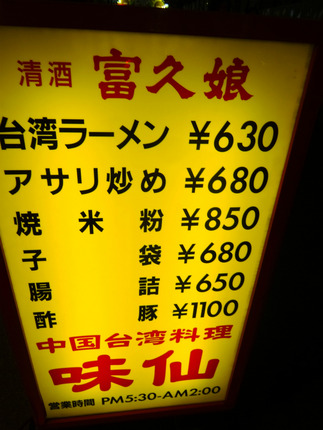 清酒 富久娘
台湾ラーメン ¥630
アサリ炒め ¥680
焼米粉 ¥850
子袋 ¥680
腸詰 ¥650
酢豚 ¥1100
中国台湾料理
味仙
営業時間 PM5:30-AM2:00